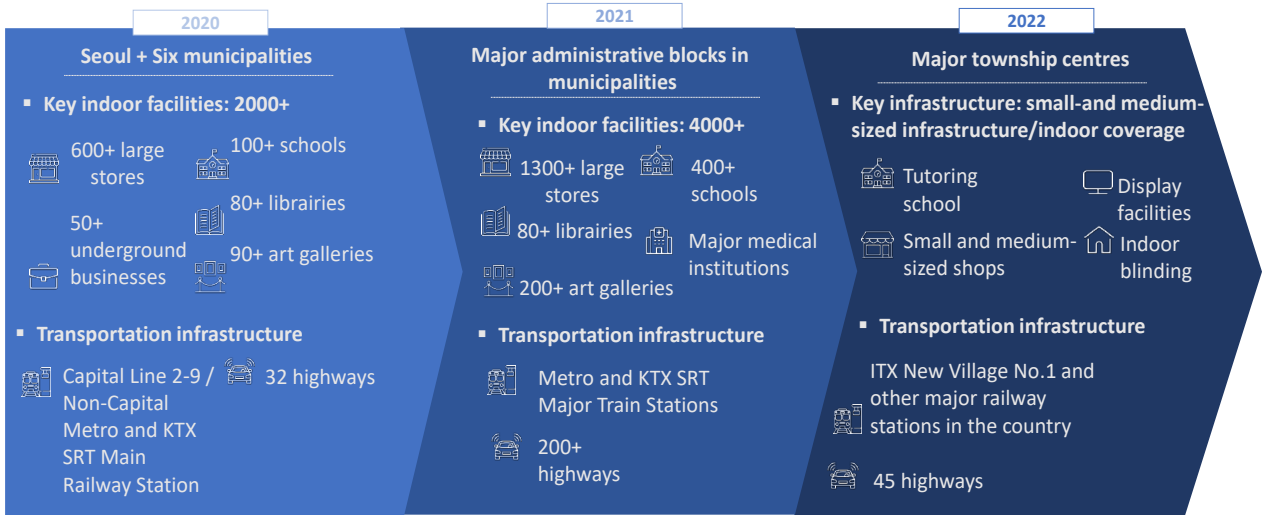 2020
Seoul + Six municipalities
▪ Key indoor facilities: 2000+
600+ large
stores
100+ schools
50+
underground
businesses
80+ librairies
90+ art galleries
▪ Transportation infrastructure
Capital Line 2-9 /
Non-Capital
Metro and KTX
SRT Main
Railway Station
32 highways
2021
Major administrative blocks in
municipalities
▪ Key indoor facilities: 4000+
1300+ large
stores
400+
schools
80+ librairies
Major medical
institutions
200+ art galleries
▪ Transportation infrastructure
Metro and KTX SRT
Major Train Stations
200+
highways
2022
Major township centres
▪ Key infrastructure: small-and medium-
sized infrastructure/indoor coverage
Tutoring
school
Display
facilities
Small and medium-
sized shops
Indoor
blinding
▪ Transportation infrastructure
ITX New Village No.1 and
other major railway
stations in the country
45 highways